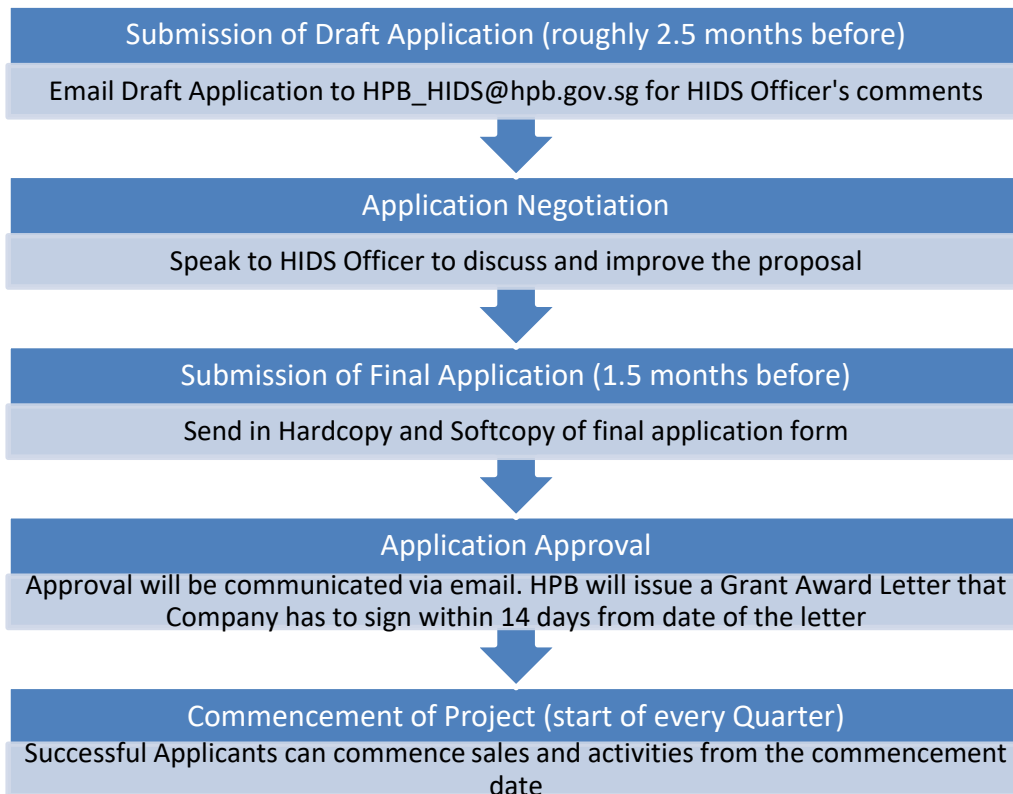 Submission of Draft Application (roughly 2.5 months before)
Email Draft Application to HPB_HIDS@hpb.gov.sg for HIDS Officer's comments
Application Negotiation
Speak to HIDS Officer to discuss and improve the proposal
Submission of Final Application (1.5 months before)
Send in Hardcopy and Softcopy of final application form
Application Approval
Approval will be communicated via email. HPB will issue a Grant Award Letter that
Company has to sign within 14 days from date of the letter
Commencement of Project (start of every Quarter)
Successful Applicants can commence sales and activities from the commencement
date